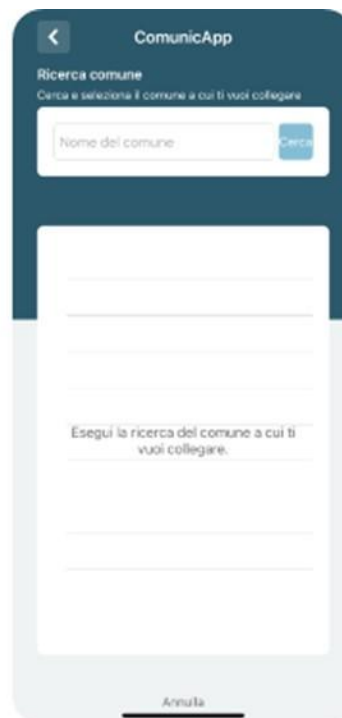 ComunicApp
Ricerca comune
Cerca e seleziona il comune a cui ti vuoi collegare
Nome del comune
Cerca
Esegui la ricerca del comune a cui ti
vuoi collegare.
Annulla